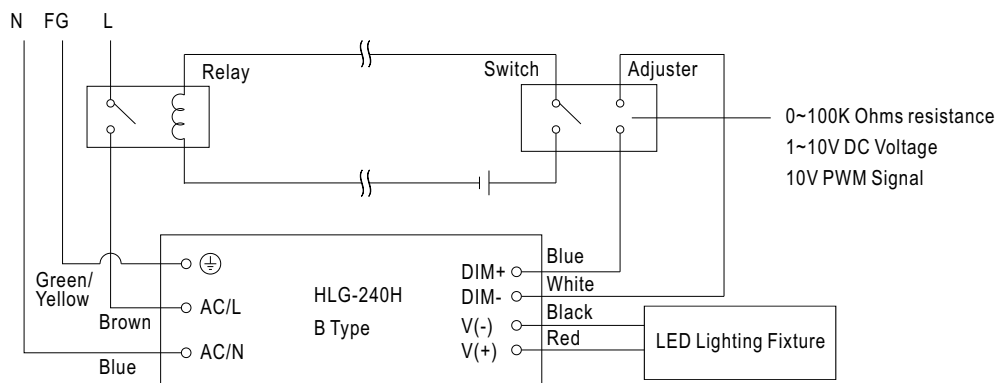 N FG L
Relay
Switch
Adjuster
0~100K Ohms resistance
1~10V DC Voltage
10V PWM Signal
Green/
Yellow
Brown
Blue
AC/L
AC/N
HLG-240H
B Type
DIM+
DIM-
V(-)
V(+)
Blue
White
Black
Red
LED Lighting Fixture